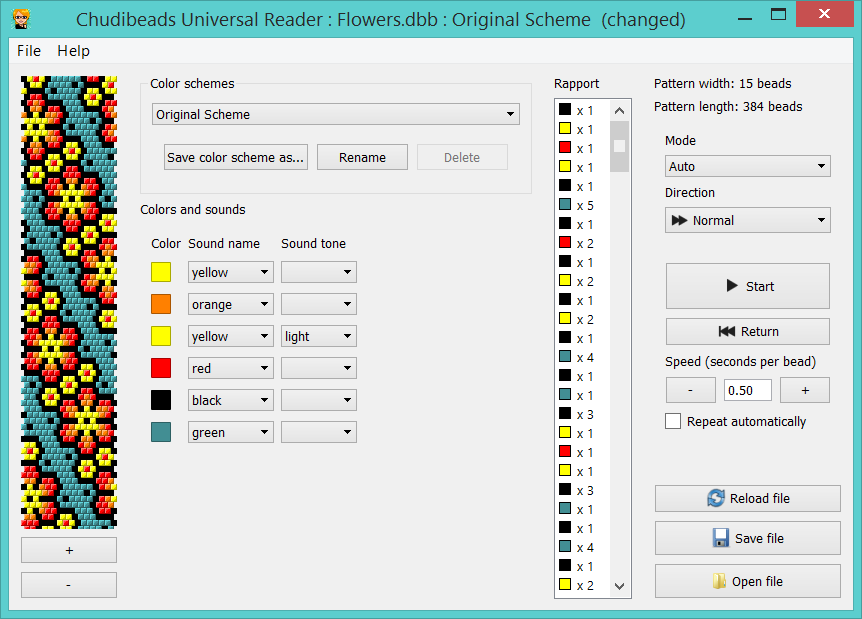 Chudibeads Universal Reader : Flowers.dbb : Original Scheme (changed)
File Help
Color schemes
Original Scheme
Save color scheme as... Rename Delete
Colors and sounds
Color Sound name Sound tone
yellow
orange
yellow light
red
black
green
+
-
Rapport
x 1
x 1
x 1
x 1
x 1
x 5
x 1
x 2
x 1
x 2
x 1
x 2
x 1
x 4
x 1
x 1
x 3
x 1
x 1
x 1
x 3
x 1
x 1
x 4
x 1
x 2
Pattern width: 15 beads
Pattern length: 384 beads
Mode
Auto
Direction
Normal
Start
Return
Speed (seconds per bead)
- 0.50 +
Repeat automatically
Reload file
Save file
Open file